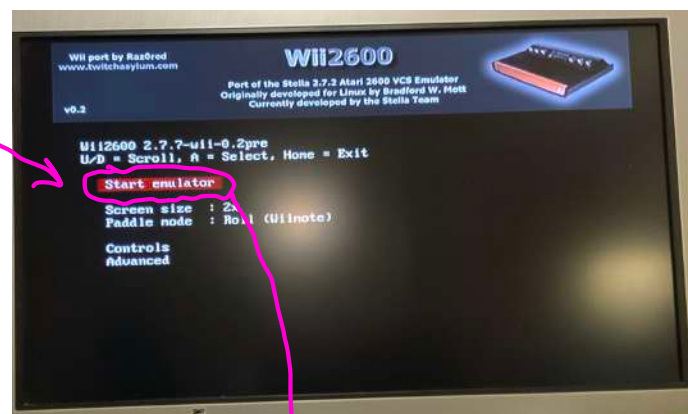 Wii port by Raz0red
www.twitchasylum.com
v0.2
Wii2600
Port of the Stella 2.7.2 Atari 2600 VCS Emulator
Originally developed for Linux by Bradford W. Mott
Currently developed by the Stella Team
Wii2600 2.7.7-wii-0.2pre
U/D = Scroll, A = Select, Home = Exit
Start emulator
Screen size : 2x
Paddle mode : Roll (Wiimote)
Controls
Advanced